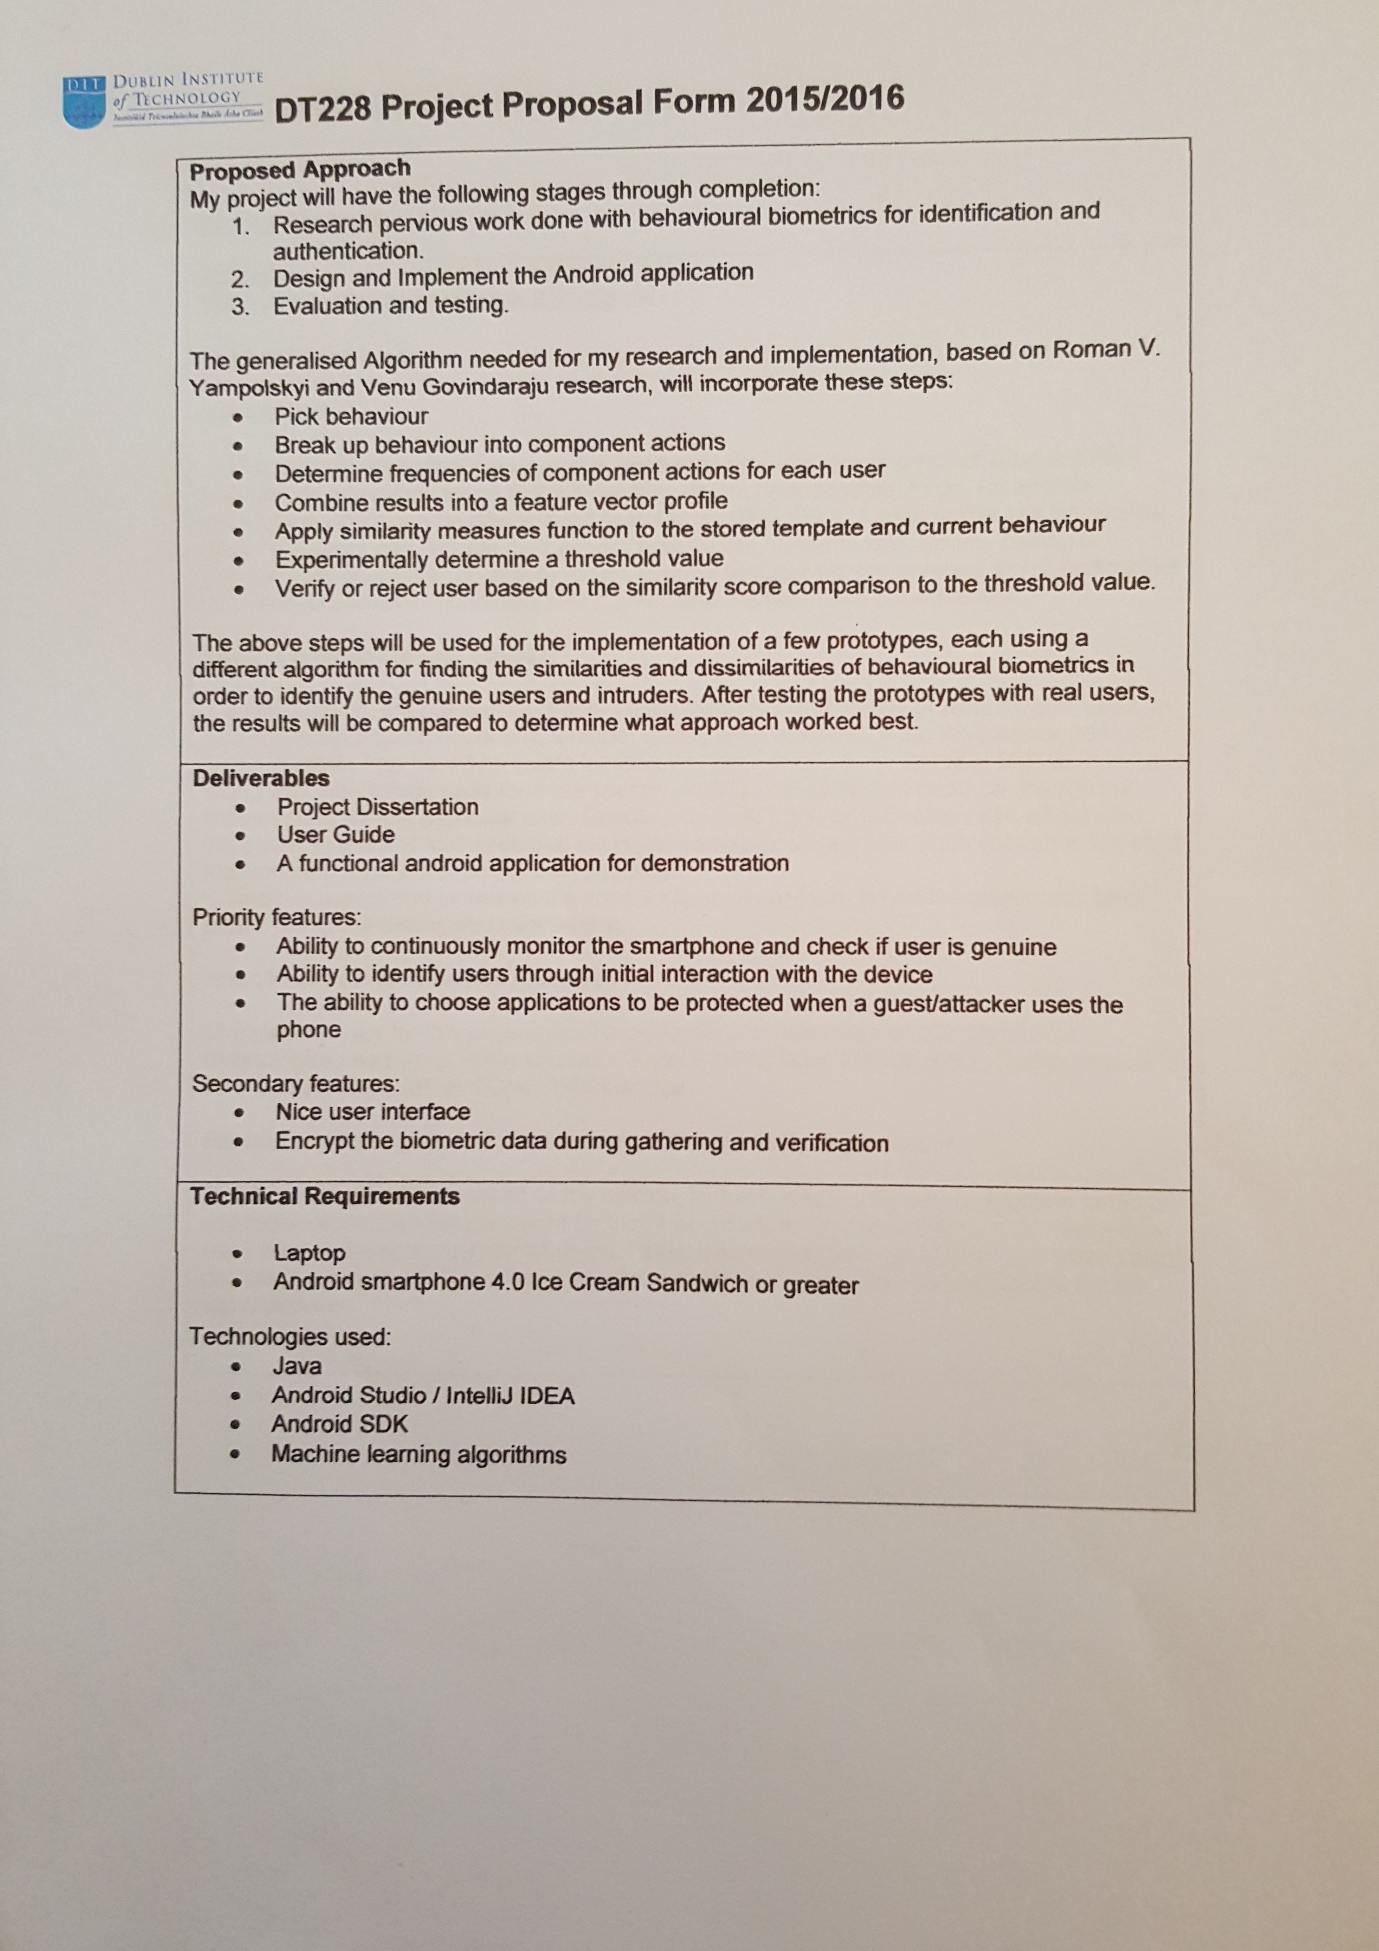 DIT DUBLIN INSTITUTE
of TECHNOLOGY
Institiúid Teicneolaíochta Bhaile Átha Cliath
DT228 Project Proposal Form 2015/2016
Proposed Approach
My project will have the following stages through completion:
1. Research pervious work done with behavioural biometrics for identification and
authentication.
2. Design and Implement the Android application
3. Evaluation and testing.
The generalised Algorithm needed for my research and implementation, based on Roman V.
Yampolskyi and Venu Govindaraju research, will incorporate these steps:
• Pick behaviour
• Break up behaviour into component actions
• Determine frequencies of component actions for each user
• Combine results into a feature vector profile
• Apply similarity measures function to the stored template and current behaviour
• Experimentally determine a threshold value
• Verify or reject user based on the similarity score comparison to the threshold value.
The above steps will be used for the implementation of a few prototypes, each using a
different algorithm for finding the similarities and dissimilarities of behavioural biometrics in
order to identify the genuine users and intruders. After testing the prototypes with real users,
the results will be compared to determine what approach worked best.
Deliverables
• Project Dissertation
• User Guide
• A functional android application for demonstration
Priority features:
• Ability to continuously monitor the smartphone and check if user is genuine
• Ability to identify users through initial interaction with the device
• The ability to choose applications to be protected when a guest/attacker uses the
phone
Secondary features:
• Nice user interface
• Encrypt the biometric data during gathering and verification
Technical Requirements
• Laptop
• Android smartphone 4.0 Ice Cream Sandwich or greater
Technologies used:
• Java
• Android Studio / IntelliJ IDEA
• Android SDK
• Machine learning algorithms